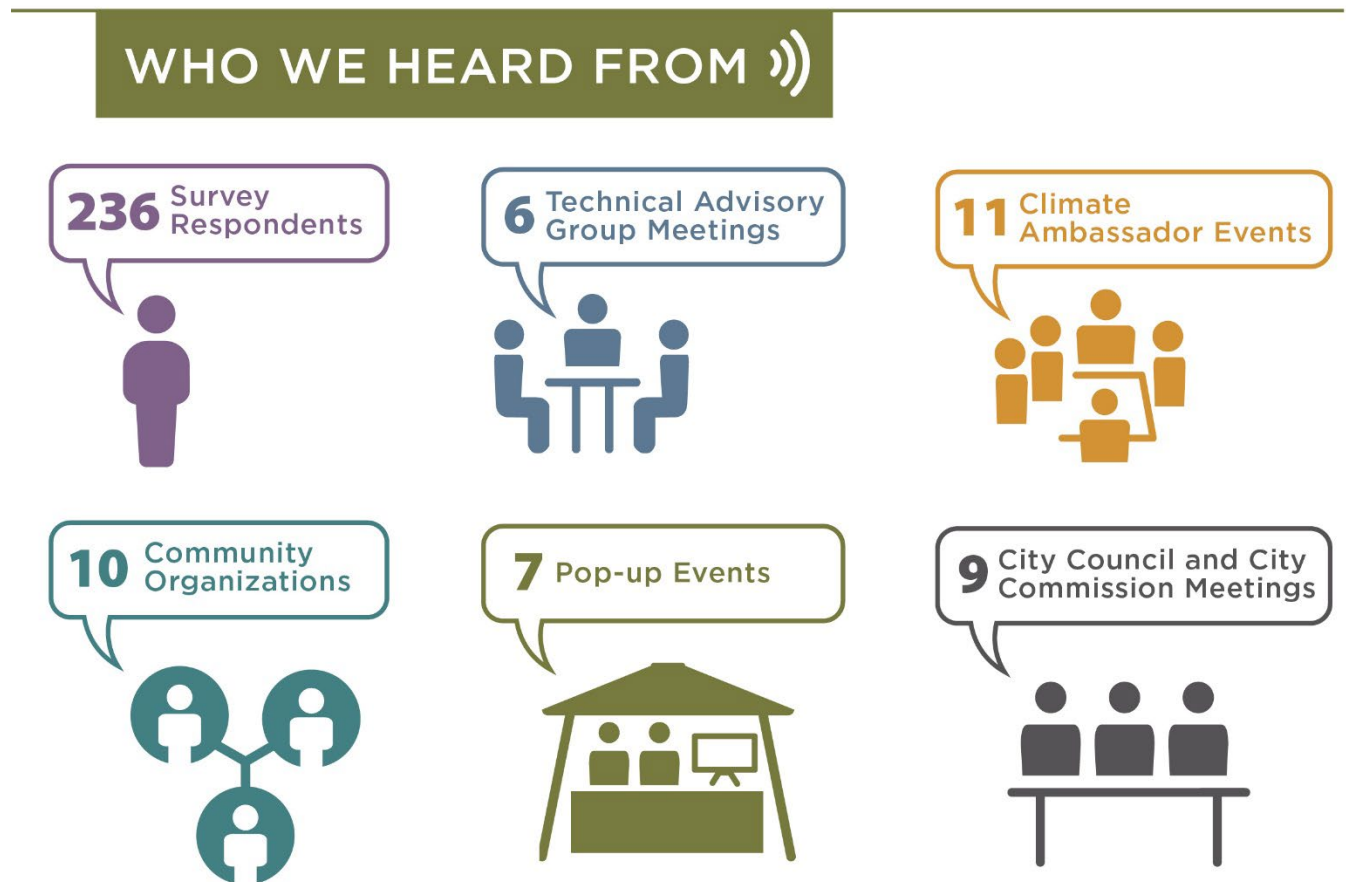 WHO WE HEARD FROM
236 Survey
Respondents
6 Technical Advisory
Group Meetings
11 Climate
Ambassador Events
10 Community
Organizations
7 Pop-up Events
9 City Council and City
Commission Meetings